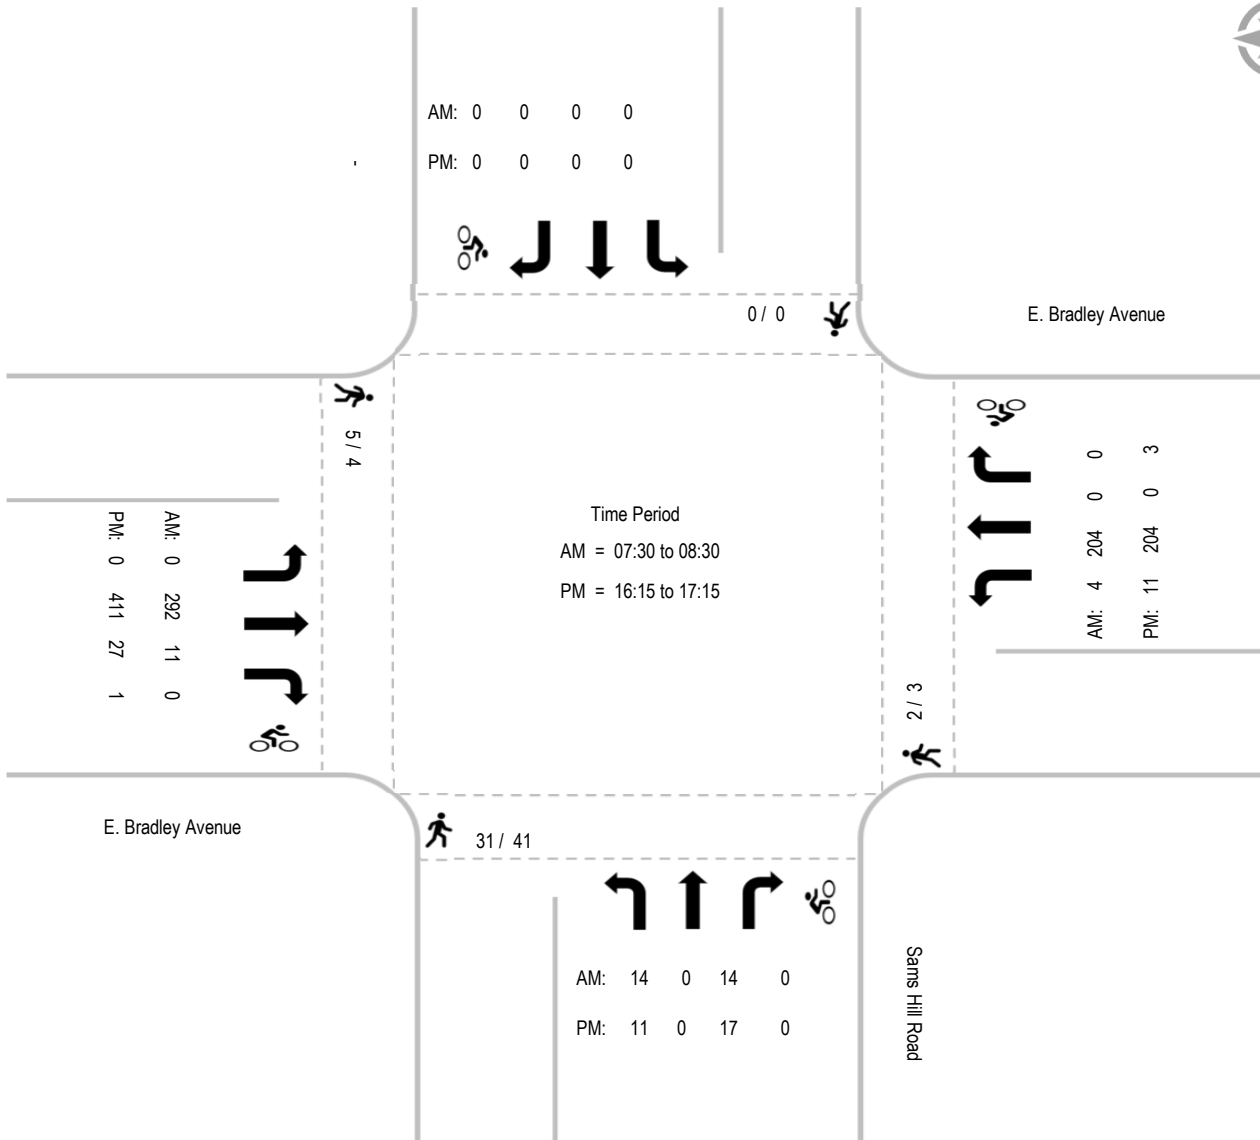 AM: 0 0 0 0
PM: 0 0 0 0
0 / 0
E. Bradley Avenue
5 / 4
Time Period
AM = 07:30 to 08:30
PM = 16:15 to 17:15
AM: 0 292 11 0
PM: 0 411 27 1
AM: 4 204 0 0
PM: 11 204 0 3
2 / 3
E. Bradley Avenue
31 / 41
AM: 14 0 14 0
PM: 11 0 17 0
Sams Hill Road